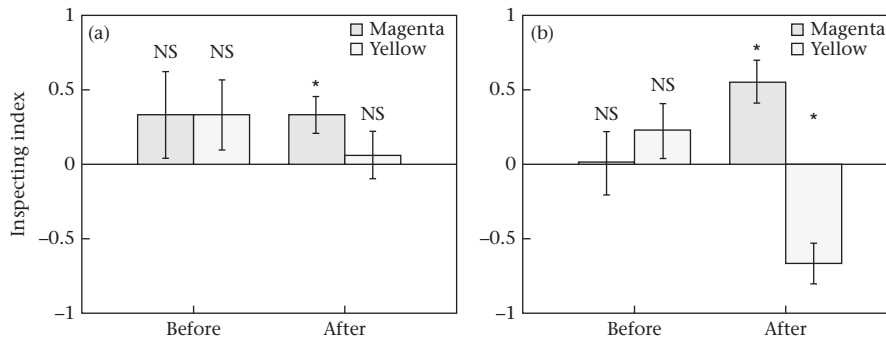 1
(a)
Magenta
Yellow
NS
NS
*
NS
0.5
0
−0.5
−1
Inspecting index
Before
After
1
(b)
Magenta
Yellow
*
NS
NS
*
0.5
0
−0.5
−1
Before
After